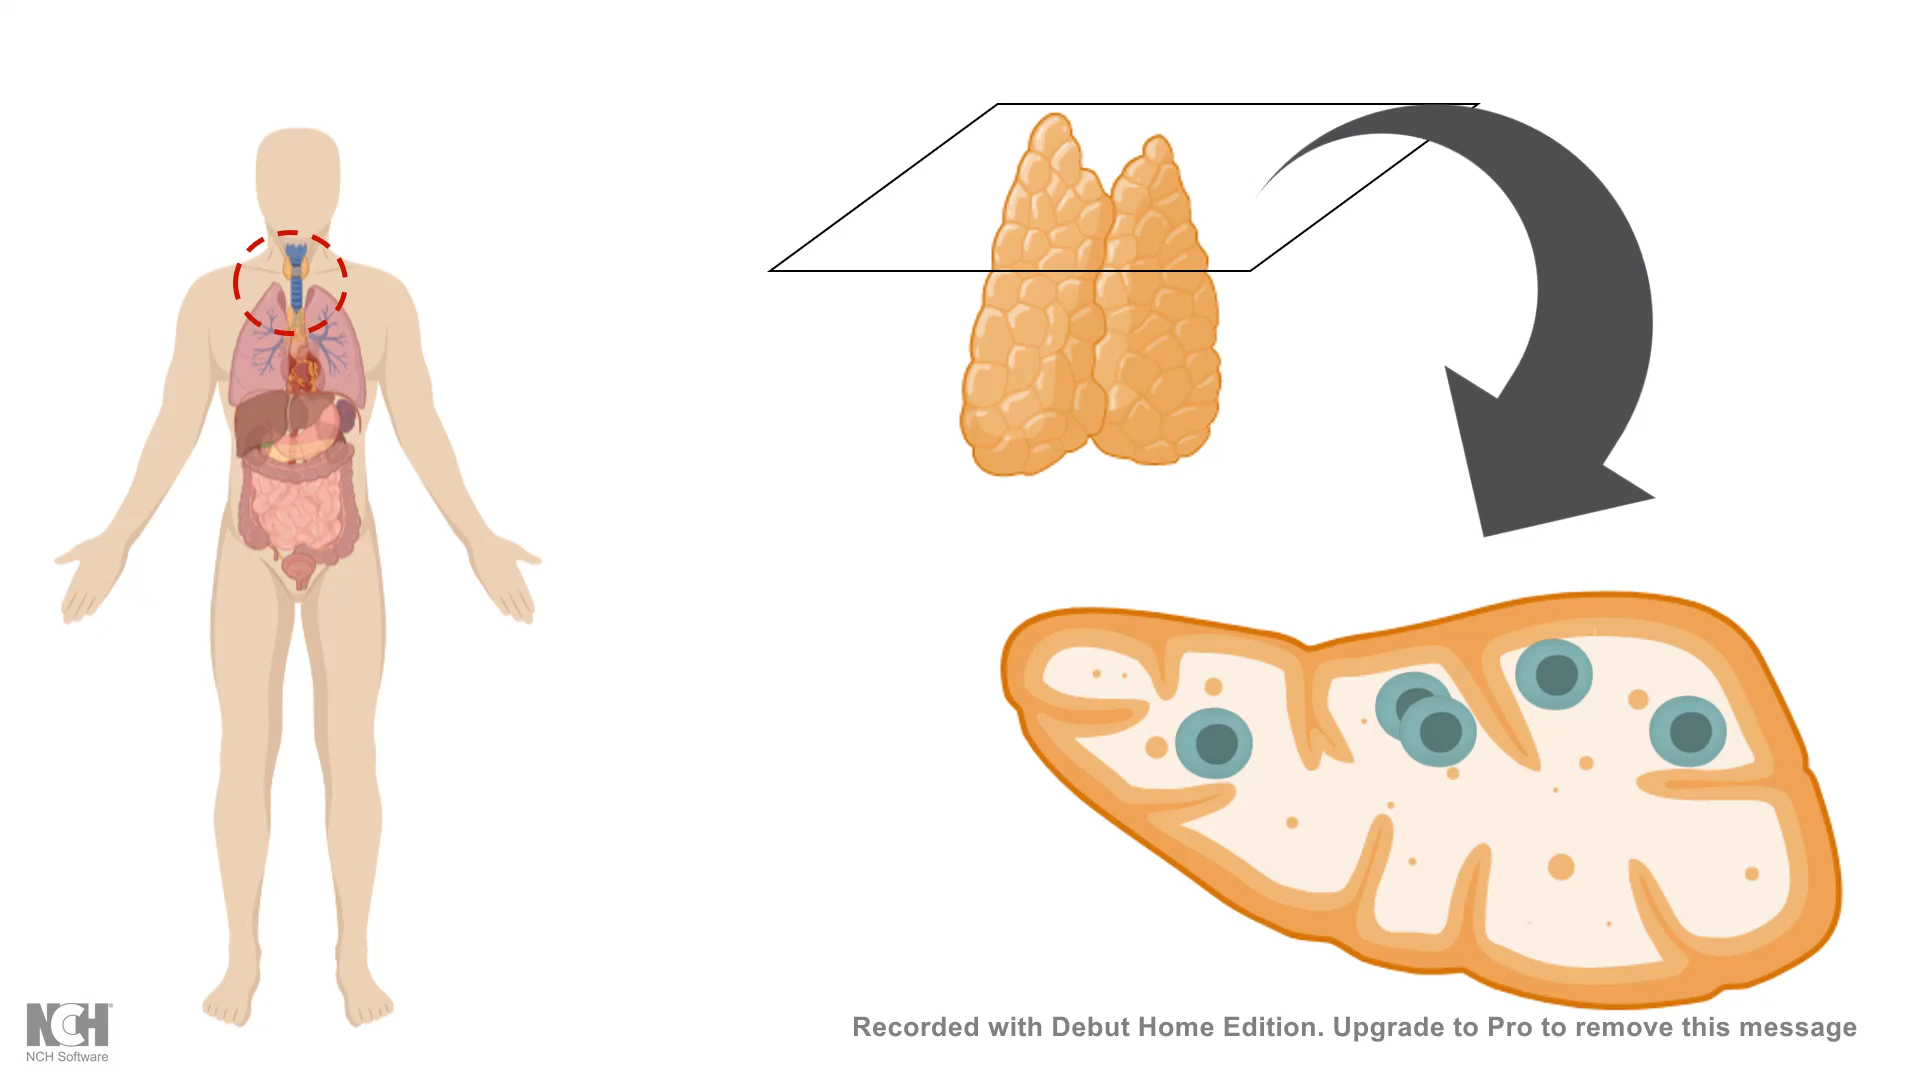 NCH
NCH Software
Recorded with Debut Home Edition. Upgrade to Pro to remove this message